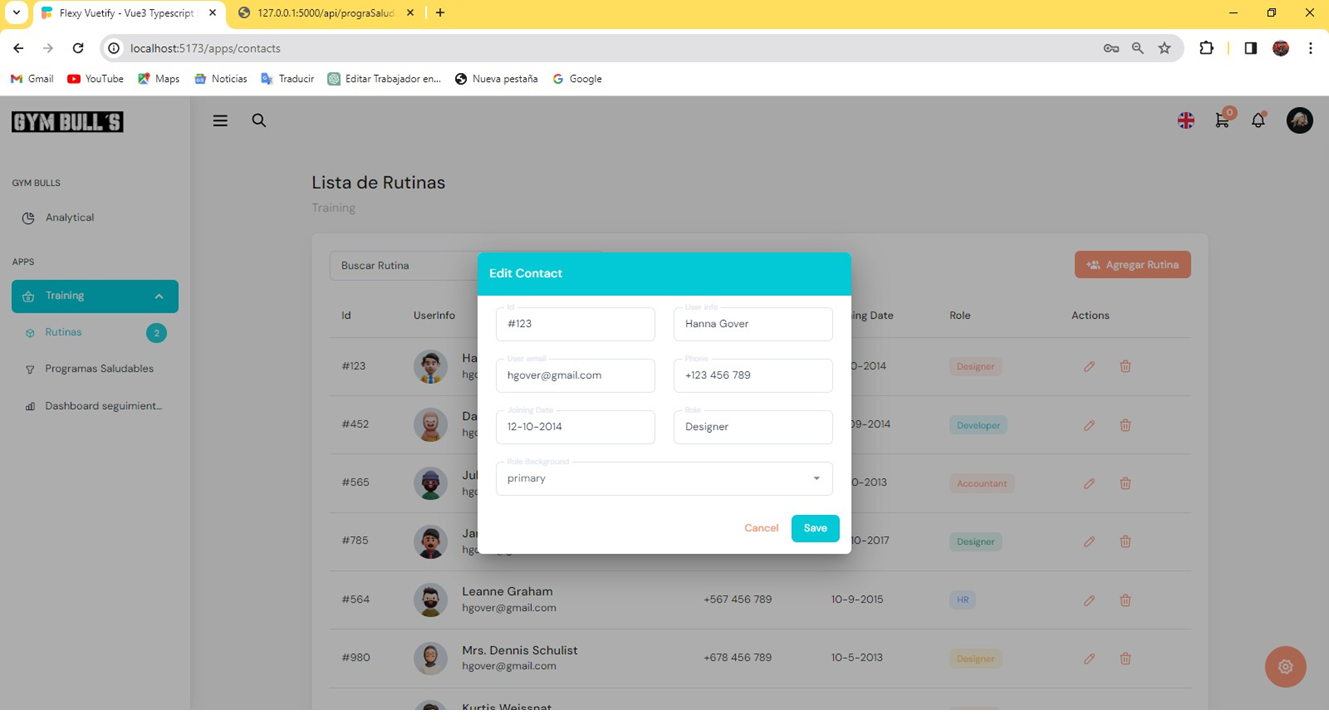 Flexy Vuetify - Vue3 Typescript
127.0.0.1:5000/api/prograSalud
localhost:5173/apps/contacts
Gmail YouTube Maps Noticias Traducir Editar Trabajador en... Nueva pestaña Google
GYM BULL'S
0
Lista de Rutinas
Training
GYM BULLS
Analytical
APPS
Training
Rutinas 2
Programas Saludables
Dashboard seguimient...
Buscar Rutina
Agregar Rutina
Id UserInfo ing Date Role Actions
#123 Ha 0-2014 Designer
hg
#452 Da 09-2014 Developer
hg
#565 Jul 0-2013 Accountant
hg
#785 Jar 10-2017 Designer
hg
#564 Leanne Graham +567 456 789 10-9-2015 HR
hgover@gmail.com
#980 Mrs. Dennis Schulist +678 456 789 10-5-2013 Designer
hgover@gmail.com
Kurtis Weissnat
Edit Contact
Id
#123
User info
Hanna Gover
User email
hgover@gmail.com
Phone
+123 456 789
Joining Date
12-10-2014
Role
Designer
Role Background
primary
Cancel Save